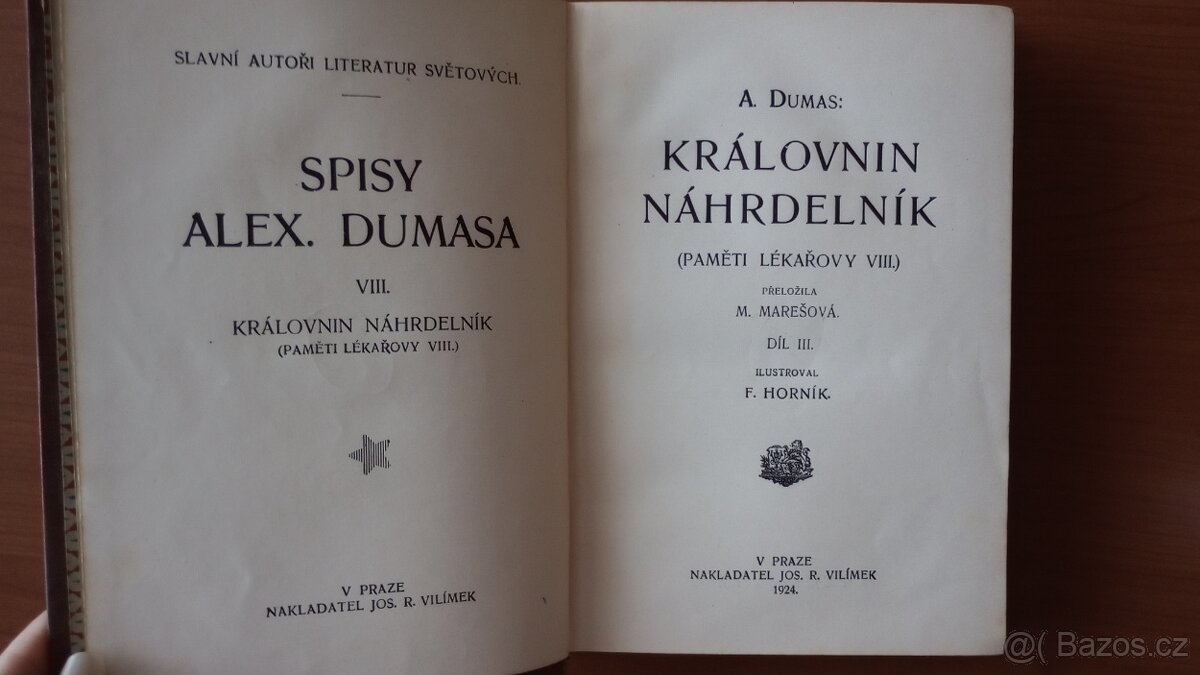 SLAVNÍ AUTOŘI LITERATUR SVĚTOVÝCH.
SPISY
ALEX. DUMASA
VIII.
KRÁLOVNIN NÁHRDELNÍK
(PAMĚTI LÉKAŘOVY VIII.)
V PRAZE
NAKLADATEL JOS. R. VILÍMEK
A. DUMAS:
KRÁLOVNIN
NÁHRDELNÍK
(PAMĚTI LÉKAŘOVY VIII.)
PŘELOŽILA
M. MAREŠOVÁ.
DÍL III.
ILUSTROVAL
F. HORNÍK.
V PRAZE
NAKLADATEL JOS. R. VILÍMEK
1924.
@( Bazos.cz